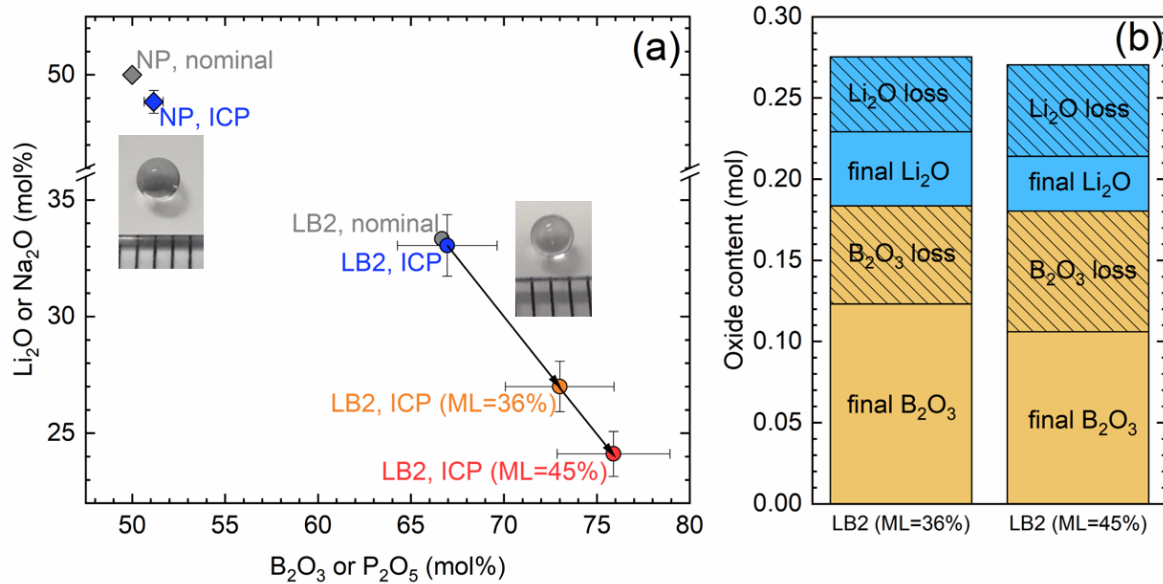 (a)
NP, nominal
NP, ICP
LB2, nominal
LB2, ICP
LB2, ICP (ML=36%)
LB2, ICP (ML=45%)
50
35
30
25
Li₂O or Na₂O (mol%)
50 55 60 65 70 75 80
B₂O₃ or P₂O₅ (mol%)
(b)
0.30
0.25
0.20
0.15
0.10
0.05
0.00
Oxide content (mol)
Li₂O loss
final Li₂O
B₂O₃ loss
final B₂O₃
Li₂O loss
final Li₂O
B₂O₃ loss
final B₂O₃
LB2 (ML=36%) LB2 (ML=45%)